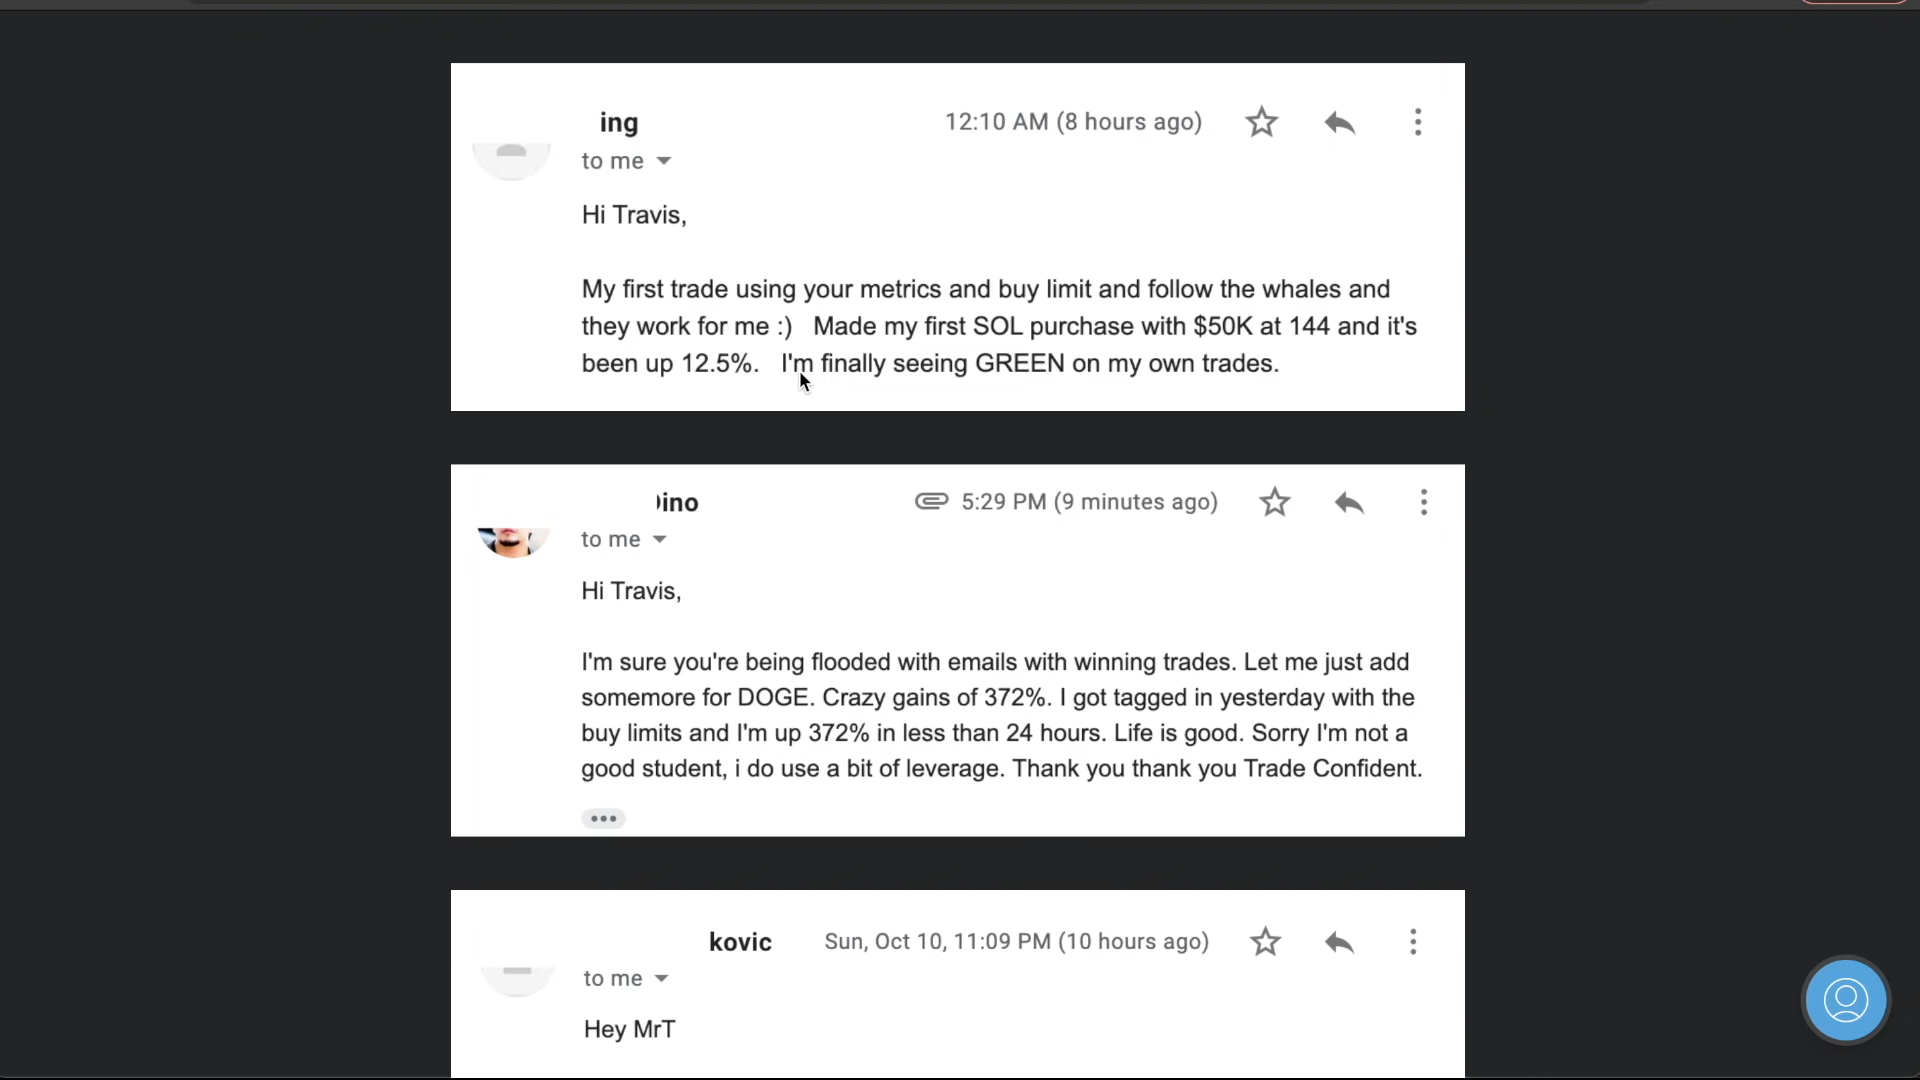 ing 12:10 AM (8 hours ago)
to me
Hi Travis,
My first trade using your metrics and buy limit and follow the whales and
they work for me :) Made my first SOL purchase with $50K at 144 and it's
been up 12.5%. I'm finally seeing GREEN on my own trades.
ino 5:29 PM (9 minutes ago)
to me
Hi Travis,
I'm sure you're being flooded with emails with winning trades. Let me just add
somemore for DOGE. Crazy gains of 372%. I got tagged in yesterday with the
buy limits and I'm up 372% in less than 24 hours. Life is good. Sorry I'm not a
good student, i do use a bit of leverage. Thank you thank you Trade Confident.
kovic Sun, Oct 10, 11:09 PM (10 hours ago)
to me
Hey MrT